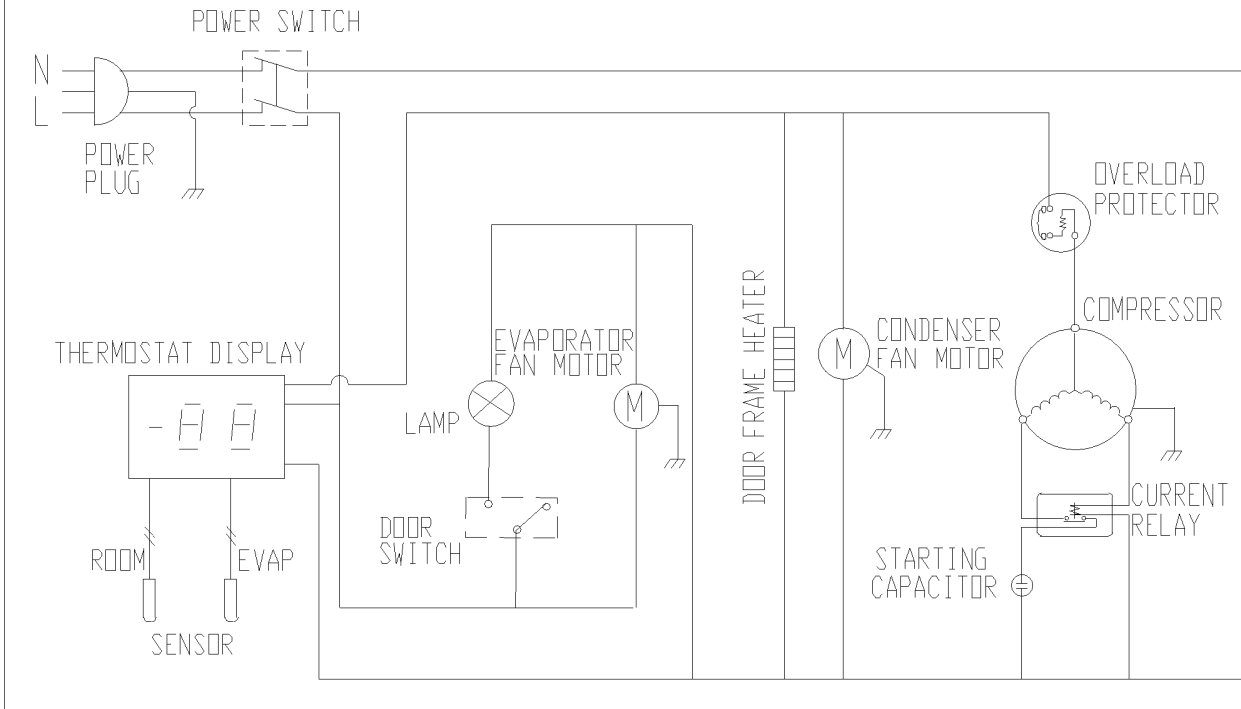 POWER SWITCH
N
L
POWER
PLUG
OVERLOAD
PROTECTOR
COMPRESSOR
EVAPORATOR
FAN MOTOR
CONDENSER
FAN MOTOR
DOOR FRAME HEATER
THERMOSTAT DISPLAY
M
M
-88
LAMP
DOOR
SWITCH
CURRENT
RELAY
ROOM
EVAP
STARTING
CAPACITOR
SENSOR